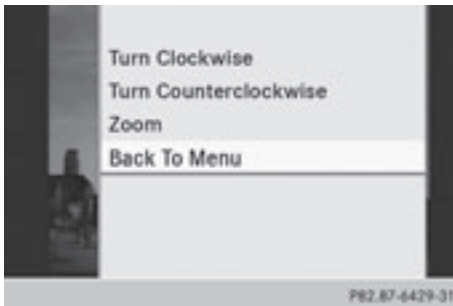 Turn Clockwise
Turn Counterclockwise
Zoom
Back To Menu
P82.87-6429-31